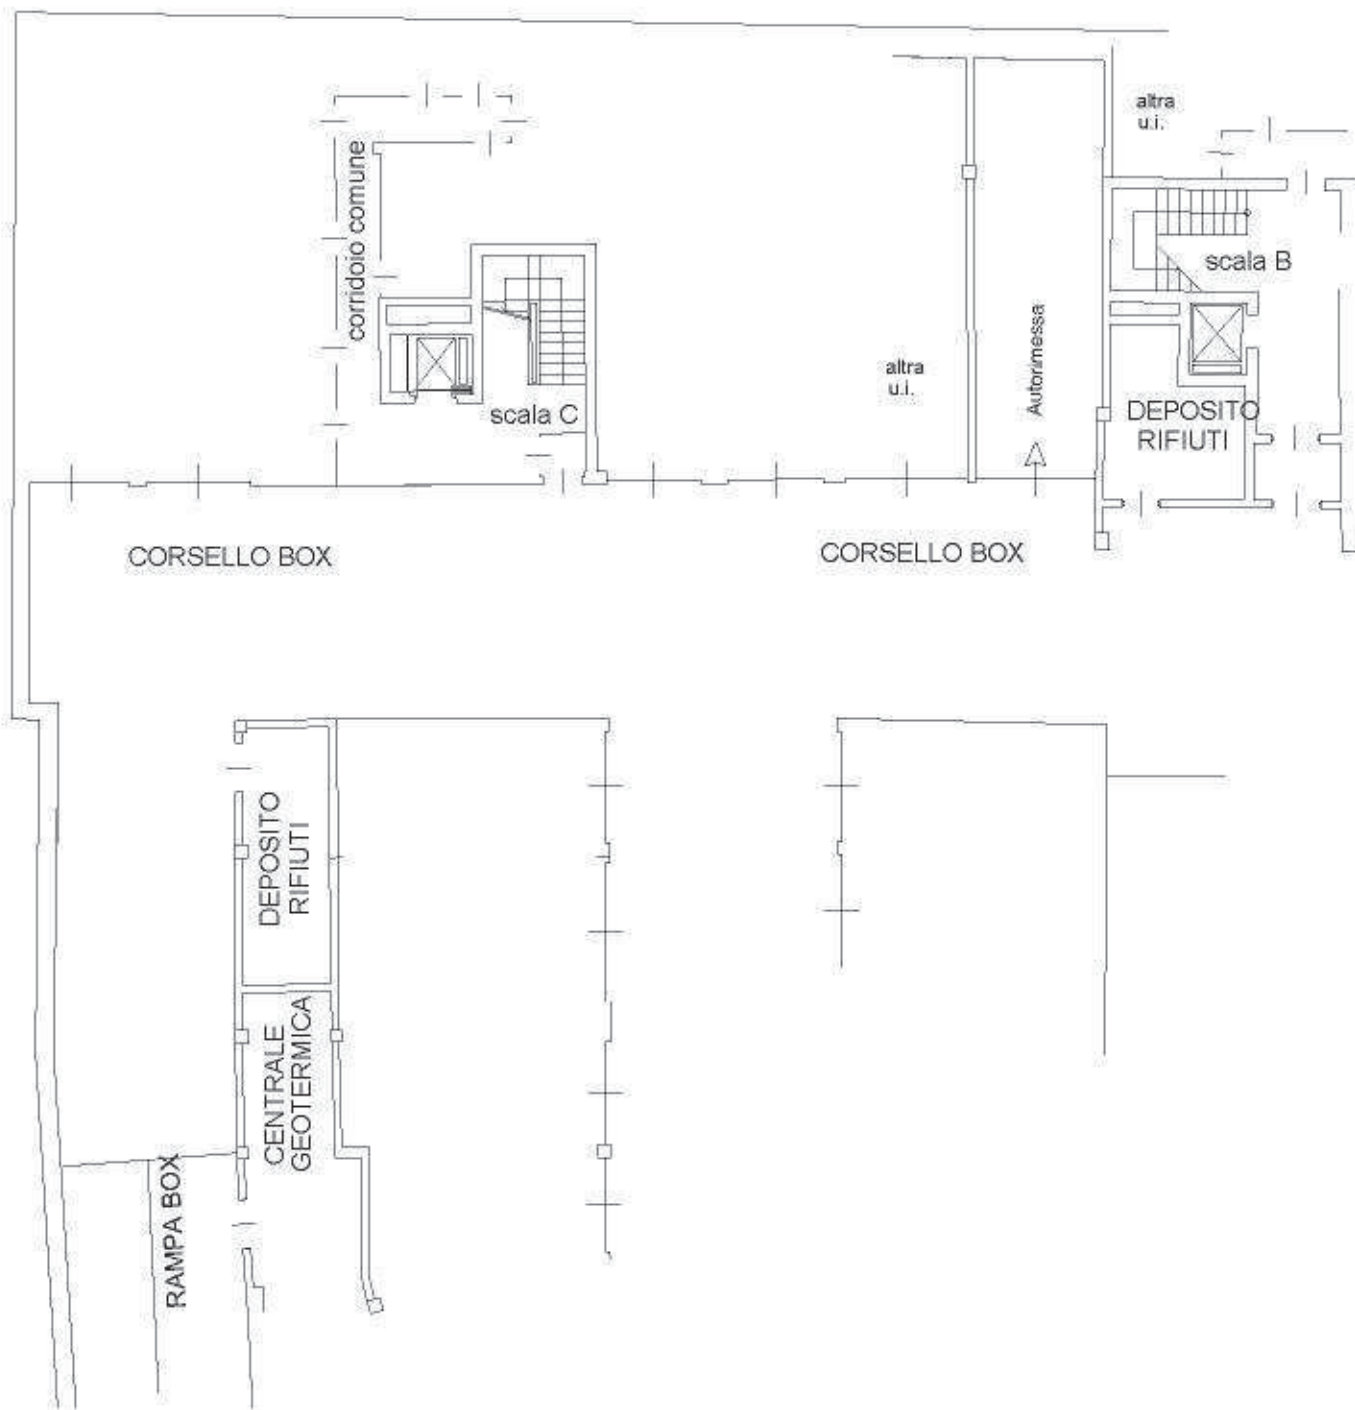 altra
u.i.
corridoio comune
scala B
Autorimessa
altra
u.i.
scala C
DEPOSITO
RIFIUTI
CORSELLO BOX
CORSELLO BOX
DEPOSITO
RIFIUTI
CENTRALE
GEOTERMICA
RAMPA BOX